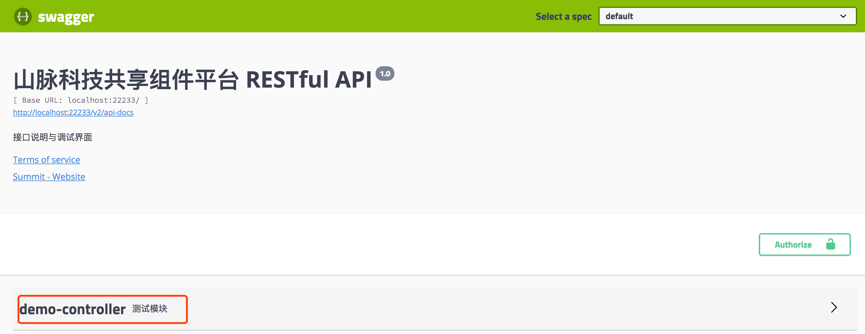 swagger Select a spec default
山脉科技共享组件平台 RESTful API 1.0
[ Base URL: localhost:22233/ ]
http://localhost:22233/v2/api-docs
接口说明与调试界面
Terms of service
Summit - Website
Authorize
demo-controller 测试模块